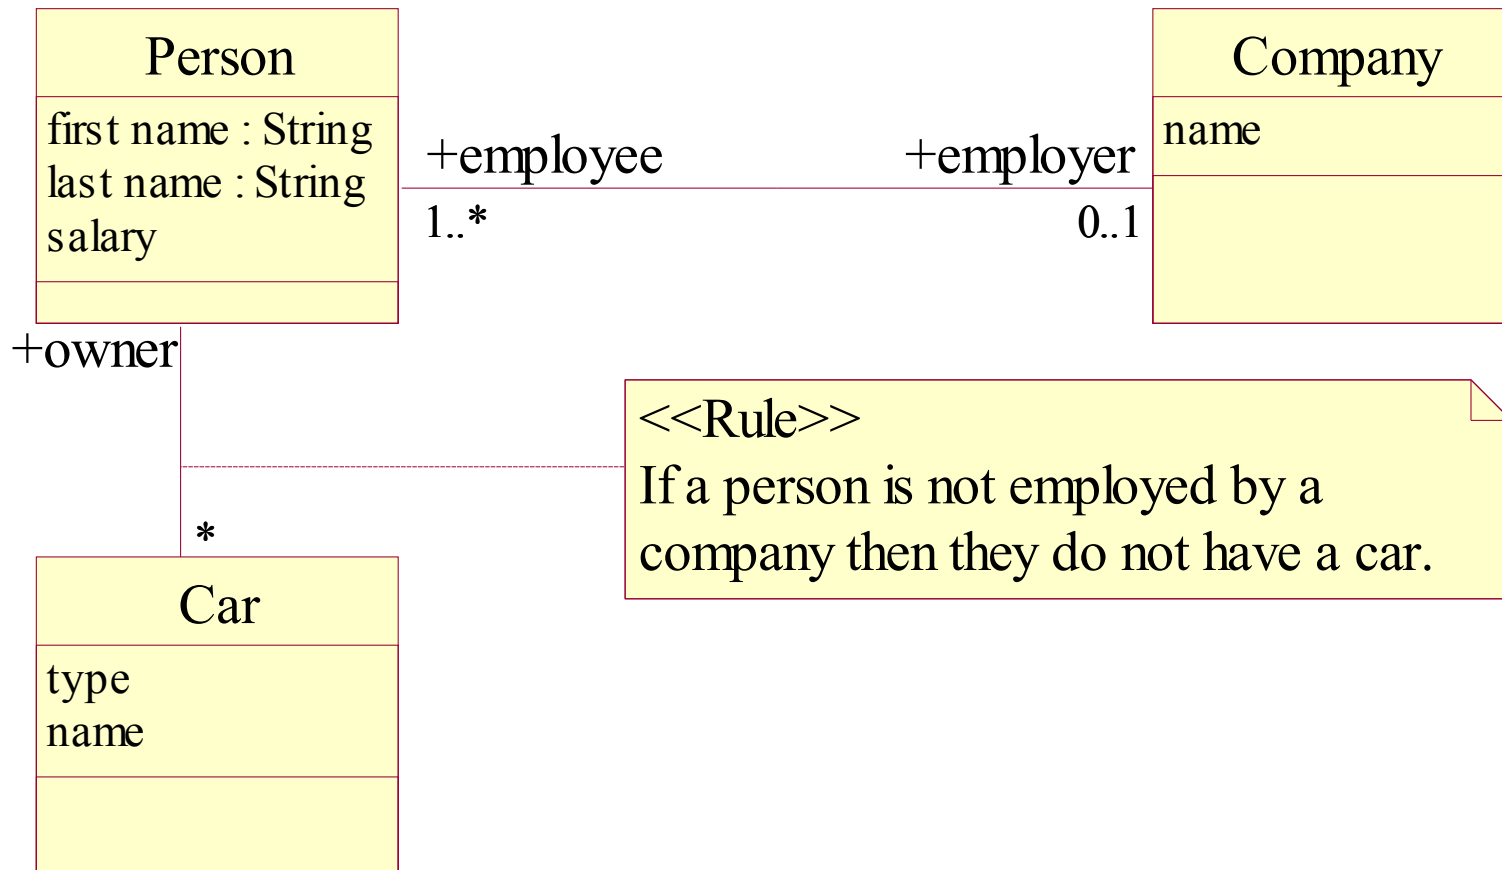 Person
first name : String
last name : String
salary
+employee
1..*
+employer
0..1
Company
name
+owner
*
<<Rule>>
If a person is not employed by a
company then they do not have a car.
Car
type
name